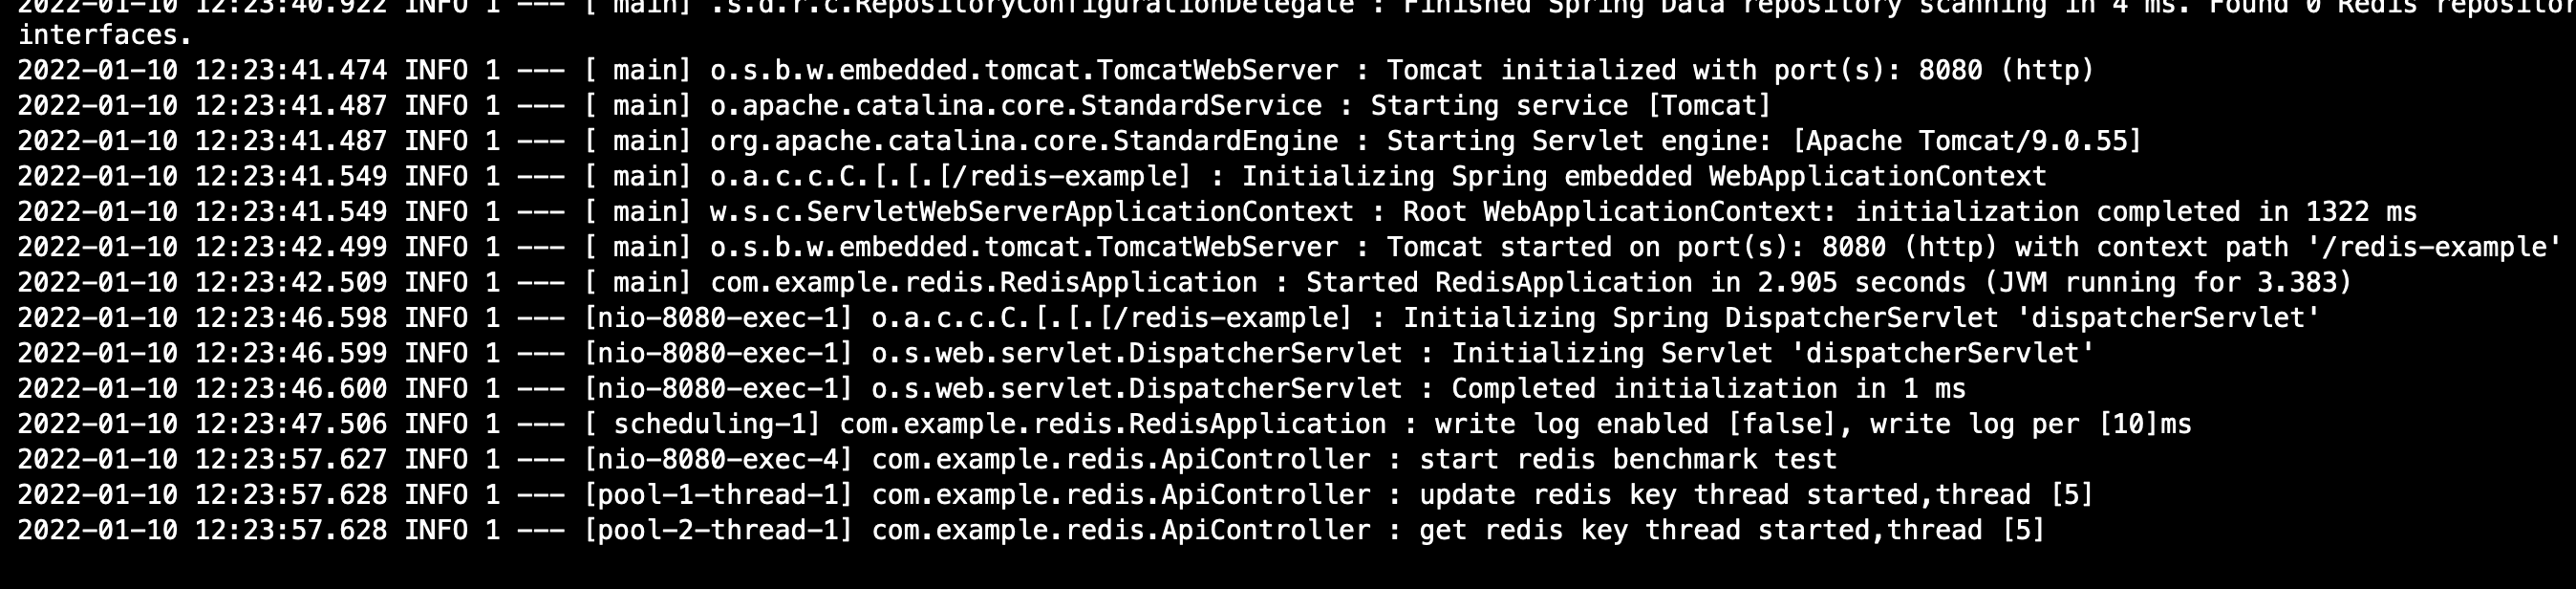 2022-01-10 12:23:40.922 INFO 1 --- [ main] .s.d.r.c.RepositoryConfigurationDelegate : Finished Spring Data repository scanning in 4 ms. Found 0 Redis repository
interfaces.
2022-01-10 12:23:41.474 INFO 1 --- [ main] o.s.b.w.embedded.tomcat.TomcatWebServer : Tomcat initialized with port(s): 8080 (http)
2022-01-10 12:23:41.487 INFO 1 --- [ main] o.apache.catalina.core.StandardService : Starting service [Tomcat]
2022-01-10 12:23:41.487 INFO 1 --- [ main] org.apache.catalina.core.StandardEngine : Starting Servlet engine: [Apache Tomcat/9.0.55]
2022-01-10 12:23:41.549 INFO 1 --- [ main] o.a.c.c.C.[.[.[/redis-example] : Initializing Spring embedded WebApplicationContext
2022-01-10 12:23:41.549 INFO 1 --- [ main] w.s.c.ServletWebServerApplicationContext : Root WebApplicationContext: initialization completed in 1322 ms
2022-01-10 12:23:42.499 INFO 1 --- [ main] o.s.b.w.embedded.tomcat.TomcatWebServer : Tomcat started on port(s): 8080 (http) with context path '/redis-example'
2022-01-10 12:23:42.509 INFO 1 --- [ main] com.example.redis.RedisApplication : Started RedisApplication in 2.905 seconds (JVM running for 3.383)
2022-01-10 12:23:46.598 INFO 1 --- [nio-8080-exec-1] o.a.c.c.C.[.[.[/redis-example] : Initializing Spring DispatcherServlet 'dispatcherServlet'
2022-01-10 12:23:46.599 INFO 1 --- [nio-8080-exec-1] o.s.web.servlet.DispatcherServlet : Initializing Servlet 'dispatcherServlet'
2022-01-10 12:23:46.600 INFO 1 --- [nio-8080-exec-1] o.s.web.servlet.DispatcherServlet : Completed initialization in 1 ms
2022-01-10 12:23:47.506 INFO 1 --- [ scheduling-1] com.example.redis.RedisApplication : write log enabled [false], write log per [10]ms
2022-01-10 12:23:57.627 INFO 1 --- [nio-8080-exec-4] com.example.redis.ApiController : start redis benchmark test
2022-01-10 12:23:57.628 INFO 1 --- [pool-1-thread-1] com.example.redis.ApiController : update redis key thread started,thread [5]
2022-01-10 12:23:57.628 INFO 1 --- [pool-2-thread-1] com.example.redis.ApiController : get redis key thread started,thread [5]